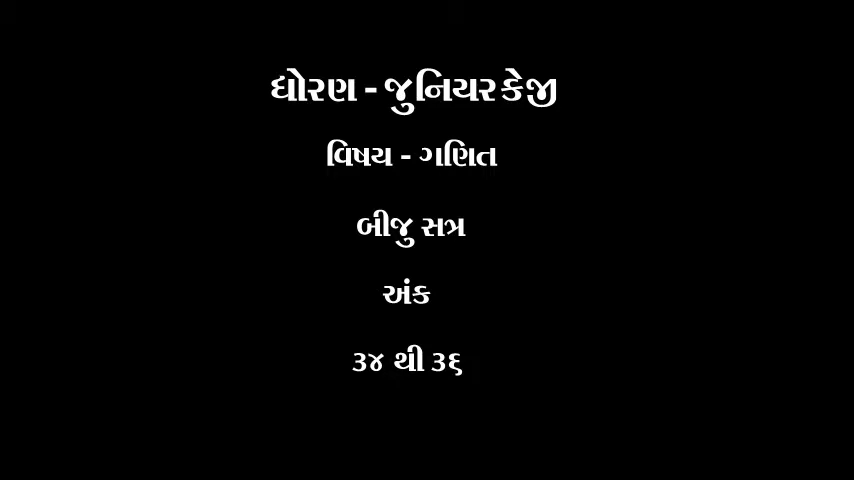 ધોરણ - જુનિયર કેજી
વિષય - ગણિત
બીજુ સત્ર
અંક
૩૪ થી ૩૬